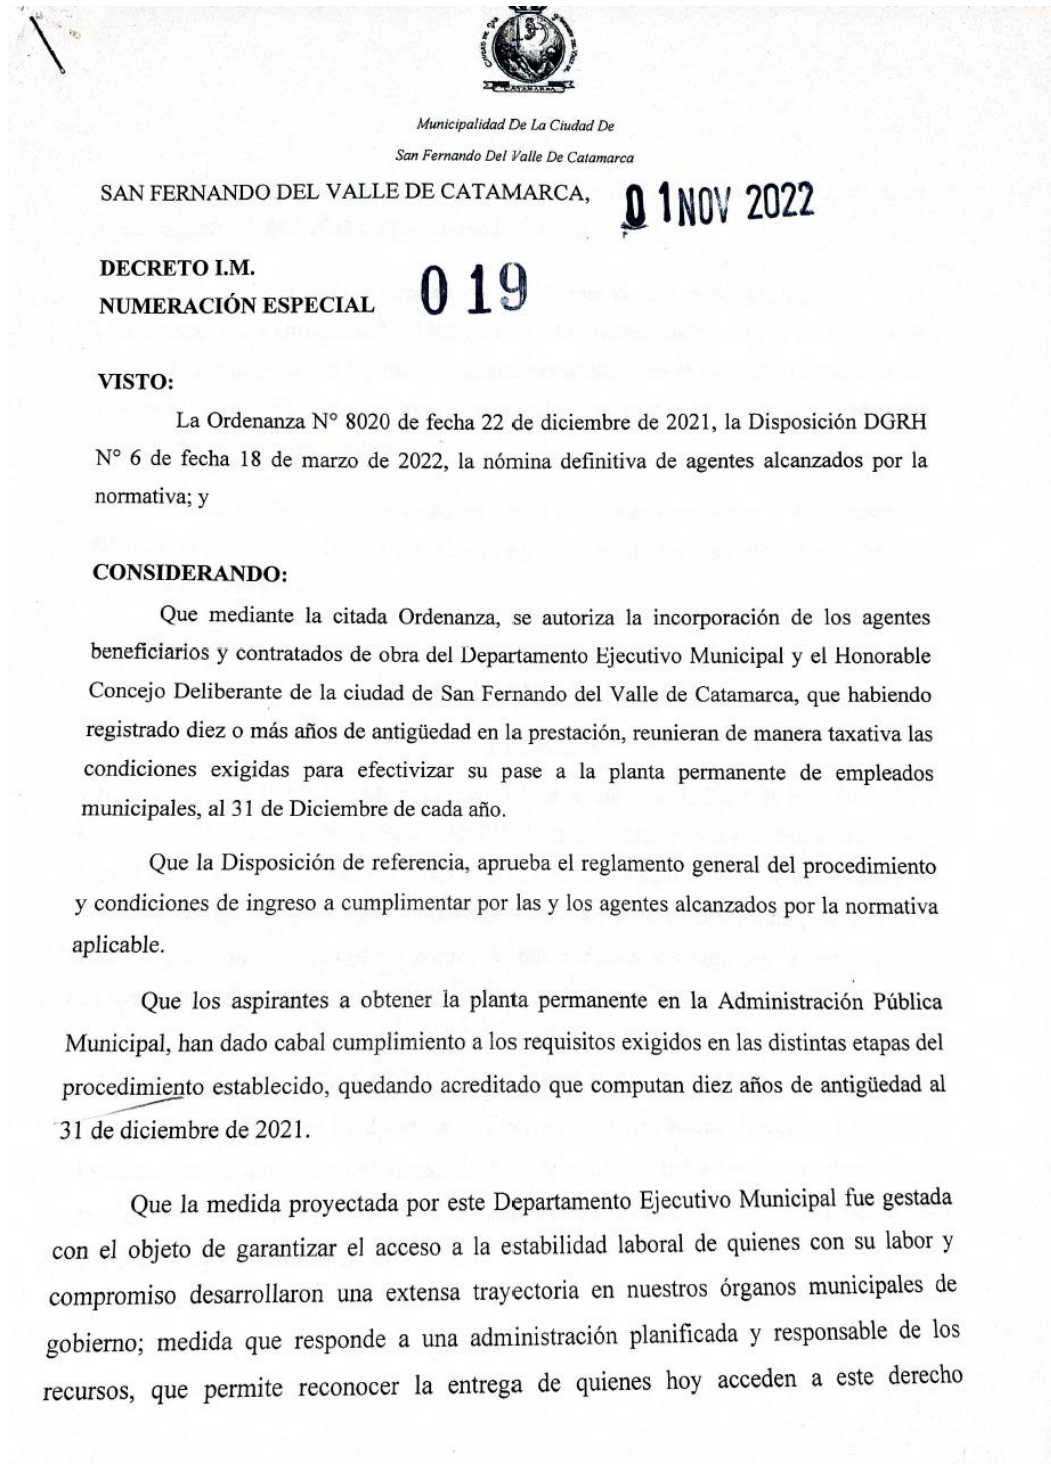 CATAMARCA
Municipalidad De La Ciudad De
San Fernando Del Valle De Catamarca
SAN FERNANDO DEL VALLE DE CATAMARCA, 01 NOV 2022
DECRETO I.M.
NUMERACIÓN ESPECIAL 019
VISTO:
La Ordenanza N° 8020 de fecha 22 de diciembre de 2021, la Disposición DGRH
N° 6 de fecha 18 de marzo de 2022, la nómina definitiva de agentes alcanzados por la
normativa; y
CONSIDERANDO:
Que mediante la citada Ordenanza, se autoriza la incorporación de los agentes
beneficiarios y contratados de obra del Departamento Ejecutivo Municipal y el Honorable
Concejo Deliberante de la ciudad de San Fernando del Valle de Catamarca, que habiendo
registrado diez o más años de antigüedad en la prestación, reunieran de manera taxativa las
condiciones exigidas para efectivizar su pase a la planta permanente de empleados
municipales, al 31 de Diciembre de cada año.
Que la Disposición de referencia, aprueba el reglamento general del procedimiento
y condiciones de ingreso a cumplimentar por las y los agentes alcanzados por la normativa
aplicable.
Que los aspirantes a obtener la planta permanente en la Administración Pública
Municipal, han dado cabal cumplimiento a los requisitos exigidos en las distintas etapas del
procedimiento establecido, quedando acreditado que computan diez años de antigüedad al
31 de diciembre de 2021.
Que la medida proyectada por este Departamento Ejecutivo Municipal fue gestada
con el objeto de garantizar el acceso a la estabilidad laboral de quienes con su labor y
compromiso desarrollaron una extensa trayectoria en nuestros órganos municipales de
gobierno; medida que responde a una administración planificada y responsable de los
recursos, que permite reconocer la entrega de quienes hoy acceden a este derecho